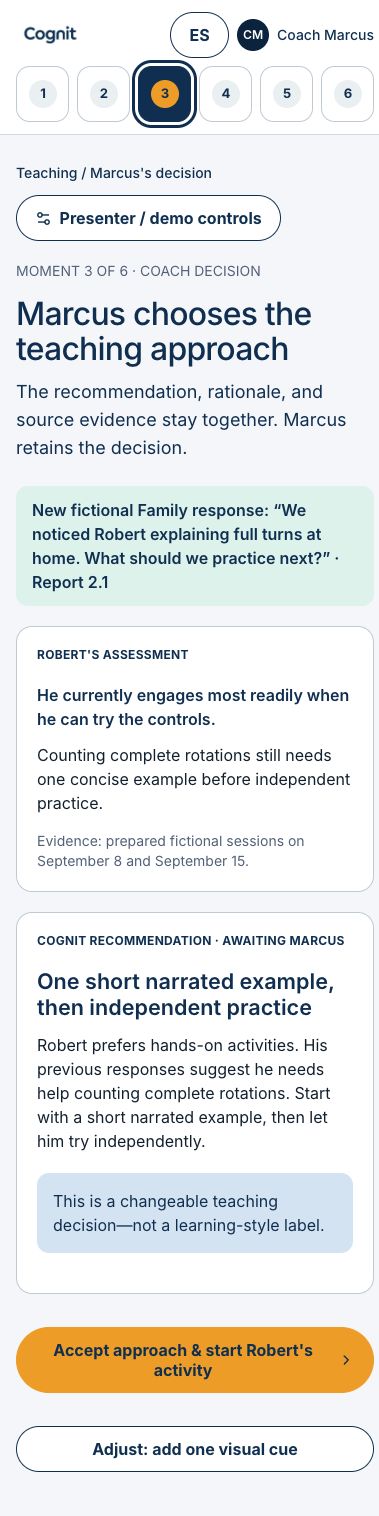 Cognit
ES
CM
Coach Marcus
1
2
3
4
5
6
Teaching / Marcus's decision
Presenter / demo controls
MOMENT 3 OF 6 · COACH DECISION
Marcus chooses the
teaching approach
The recommendation, rationale, and
source evidence stay together. Marcus
retains the decision.
New fictional Family response: “We
noticed Robert explaining full turns at
home. What should we practice next?” ·
Report 2.1
ROBERT'S ASSESSMENT
He currently engages most readily when
he can try the controls.
Counting complete rotations still needs
one concise example before independent
practice.
Evidence: prepared fictional sessions on
September 8 and September 15.
COGNIT RECOMMENDATION · AWAITING MARCUS
One short narrated example,
then independent practice
Robert prefers hands-on activities. His
previous responses suggest he needs
help counting complete rotations. Start
with a short narrated example, then let
him try independently.
This is a changeable teaching
decision—not a learning-style label.
Accept approach & start Robert's
activity
Adjust: add one visual cue